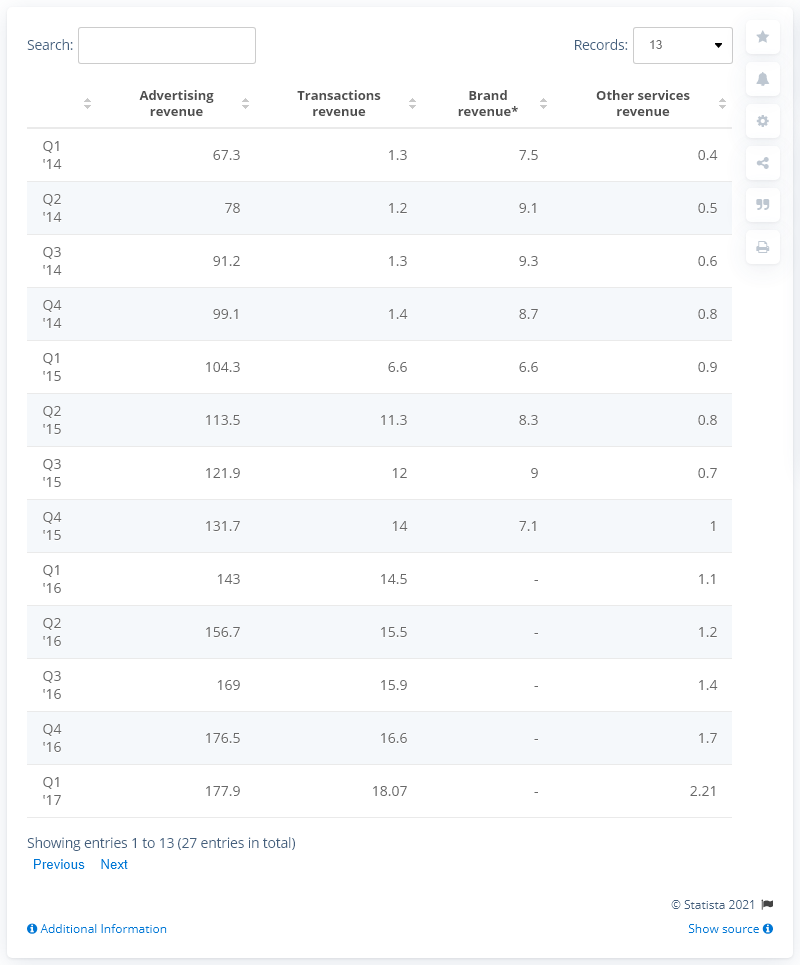 Search:
Records: 13
Advertising revenue Transactions revenue Brand revenue* Other services revenue
Q1 '14 67.3 1.3 7.5 0.4
Q2 '14 78 1.2 9.1 0.5
Q3 '14 91.2 1.3 9.3 0.6
Q4 '14 99.1 1.4 8.7 0.8
Q1 '15 104.3 6.6 6.6 0.9
Q2 '15 113.5 11.3 8.3 0.8
Q3 '15 121.9 12 9 0.7
Q4 '15 131.7 14 7.1 1
Q1 '16 143 14.5 - 1.1
Q2 '16 156.7 15.5 - 1.2
Q3 '16 169 15.9 - 1.4
Q4 '16 176.5 16.6 - 1.7
Q1 '17 177.9 18.07 - 2.21
Showing entries 1 to 13 (27 entries in total)
Previous Next
© Statista 2021
Additional Information Show source